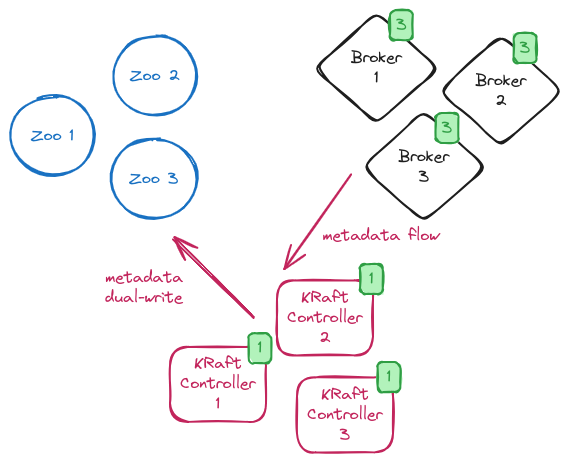 Zoo 2
Zoo 1
Zoo 3
3
Broker
1
3
Broker
2
3
Broker
3
metadata flow
metadata
dual-write
1
KRaft
Controller
2
1
KRaft
Controller
1
1
KRaft
Controller
3